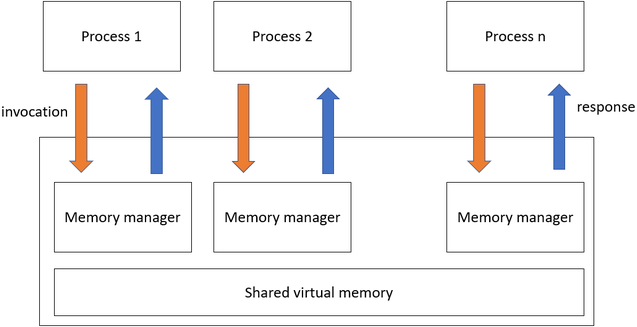 Process 1
Process 2
Process n
invocation
response
Memory manager
Memory manager
Memory manager
Shared virtual memory